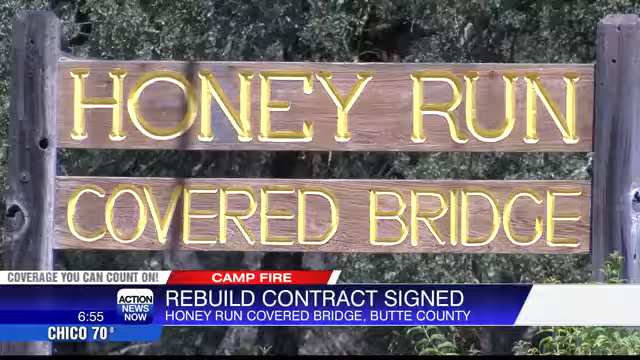 HONEY RUN
COVERED BRIDGE
COVERAGE YOU CAN COUNT ON!
CAMP FIRE
6:55
ACTION
NEWS
NOW
REBUILD CONTRACT SIGNED
HONEY RUN COVERED BRIDGE, BUTTE COUNTY
CHICO 70°